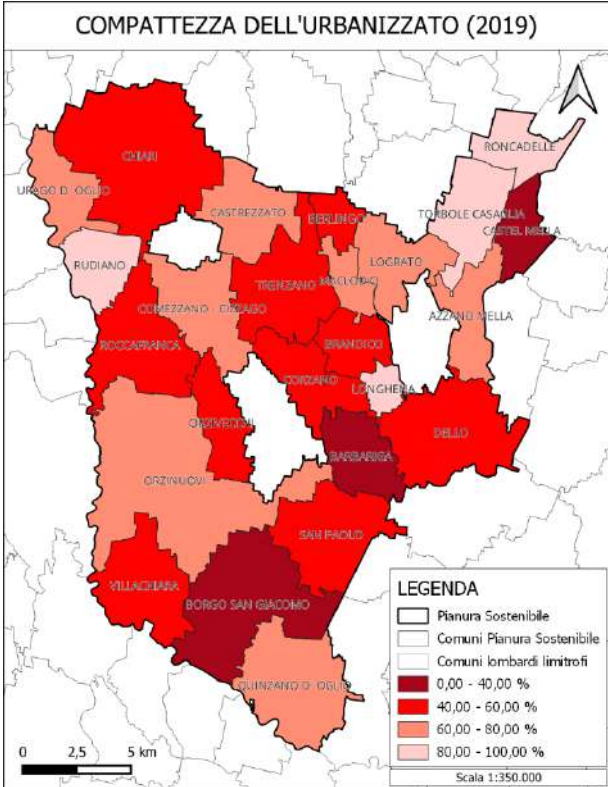 COMPATTEZZA DELL'URBANIZZATO (2019)
RONCADELLE
CHIARI
URAGO D. OGLIO
CASTREZZATO
BERLINGO
TORBOLE CASAGLIA
CASTEL MELLA
RUDIANO
LOGRATO
TRENZANO
MACLODIO
COMEZZANO - CIZZAGO
AZZANO MELLA
ROCCAFRANCA
BRANDICO
CORZANO
LONGHENA
ORZIVECCHI
DELLO
BARBARIGA
ORZINUOVI
SAN PAOLO
VILLACHIARA
BORGO SAN GIACOMO
QUINZANO D. OGLIO
LEGENDA
Pianura Sostenibile
Comuni Pianura Sostenibile
Comuni lombardi limitrofi
0,00 - 40,00 %
40,00 - 60,00 %
60,00 - 80,00 %
80,00 - 100,00 %
0 2,5 5 km
Scala 1:350.000